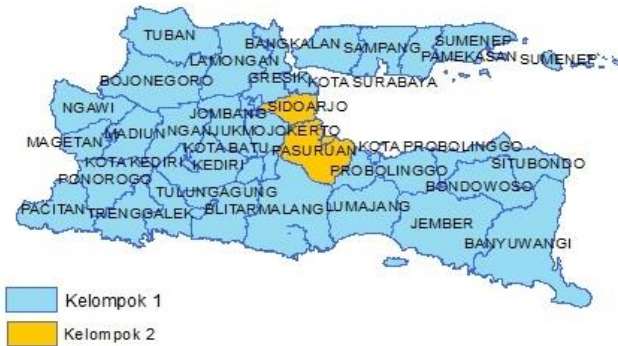 TUBAN
LAMONGAN
BANGKALAN
SAMPANG
SUMENEP
PAMEKASAN
SUMENEP
BOJONEGORO
GRESIK
KOTA SURABAYA
NGAWI
JOMBANG
SIDOARJO
MAGETAN
MADIUN
NGANJUK
MOJOKERTO
KOTA KEDIRI
KOTA BATU
KEDIRI
PASURUAN
KOTA PROBOLINGGO
PROBOLINGGO
SITUBONDO
PONOROGO
BONDOWOSO
TULUNGAGUNG
PACITAN
TRENGGALEK
BLITAR
MALANG
LUMAJANG
JEMBER
BANYUWANGI
Kelompok 1
Kelompok 2